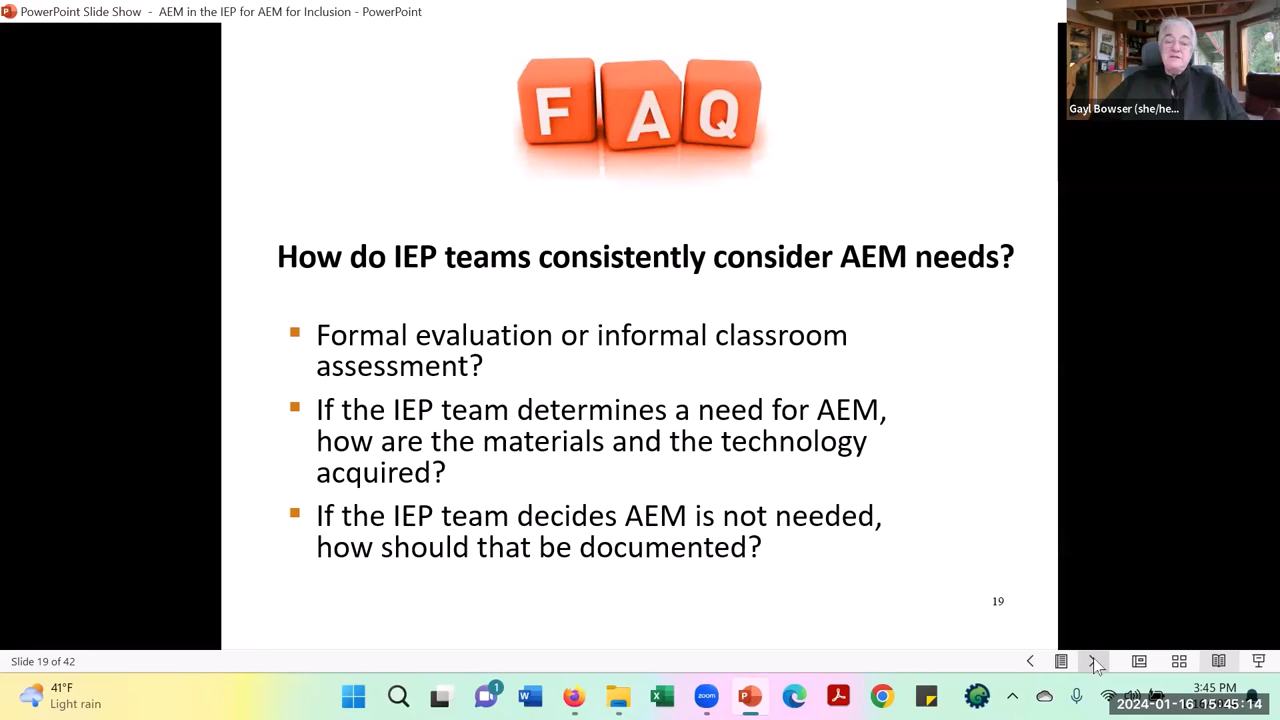 PowerPoint Slide Show - AEM in the IEP for AEM for Inclusion - PowerPoint
Gayl Bowser (she/he...
FAQ
How do IEP teams consistently consider AEM needs?
Formal evaluation or informal classroom
assessment?
If the IEP team determines a need for AEM,
how are the materials and the technology
acquired?
If the IEP team decides AEM is not needed,
how should that be documented?
19
Slide 19 of 42
41°F
Light rain
1
zoom
3:45 PM
2024-01-16 15:45:14